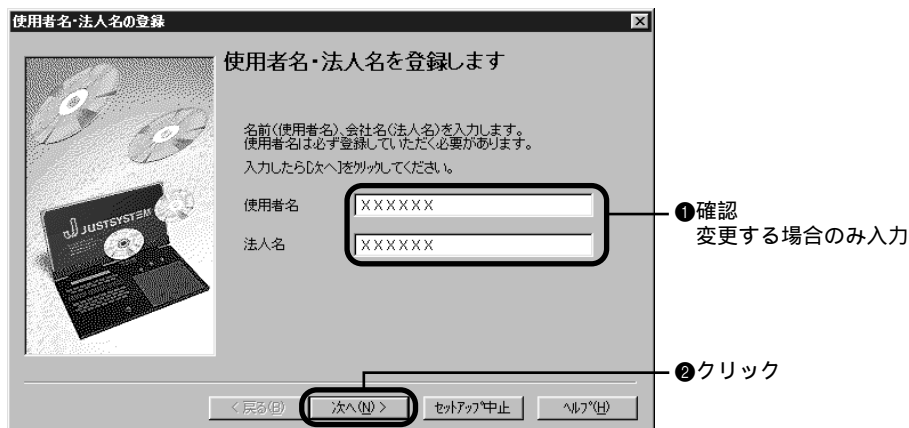 使用者名・法人名の登録
使用者名・法人名を登録します
名前(使用者名)、会社名(法人名)を入力します。
使用者名は必ず登録していただく必要があります。
入力したら[次へ]をクリックしてください。
使用者名 XXXXXX
法人名 XXXXXX
❶確認
変更する場合のみ入力
JUSTSYSTEM
❷クリック
< 戻る(B)
次へ(N) >
セットアップ中止
ヘルプ(H)